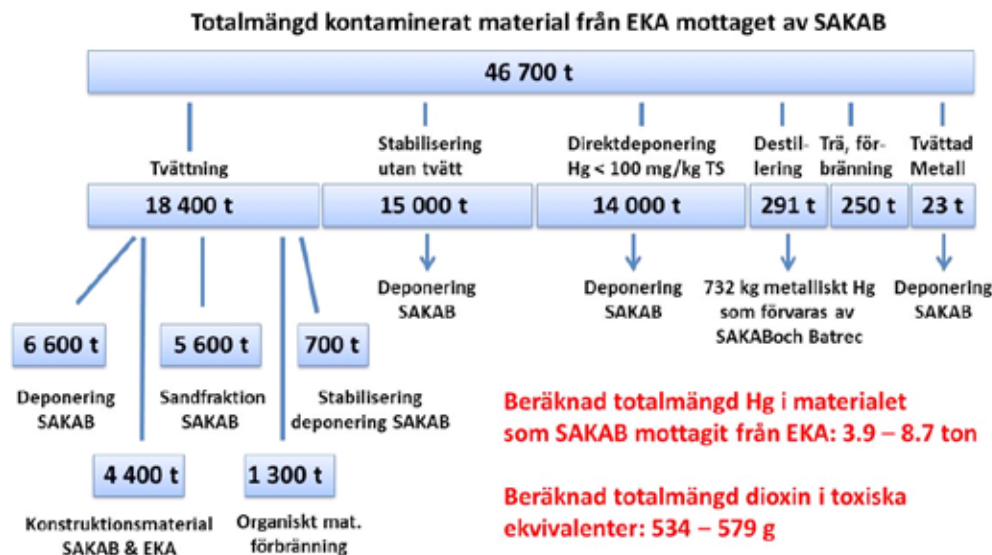 Totalmängd kontaminerat material från EKA mottaget av SAKAB
46 700 t
Tvättning
Stabilisering
utan tvätt
Direktdeponering
Hg < 100 mg/kg TS
Destil-
lering
Trä, för-
bränning
Tvättad
Metall
18 400 t
15 000 t
14 000 t
291 t
250 t
23 t
Deponering
SAKAB
Deponering
SAKAB
732 kg metalliskt Hg
som förvaras av
SAKABoch Batrec
Deponering
SAKAB
6 600 t
5 600 t
700 t
Deponering
SAKAB
Sandfraktion
SAKAB
Stabilisering
deponering SAKAB
4 400 t
1 300 t
Konstruktionsmaterial
SAKAB & EKA
Organiskt mat.
förbränning
Beräknad totalmängd Hg i materialet
som SAKAB mottagit från EKA: 3.9 – 8.7 ton
Beräknad totalmängd dioxin i toxiska
ekvivalenter: 534 – 579 g